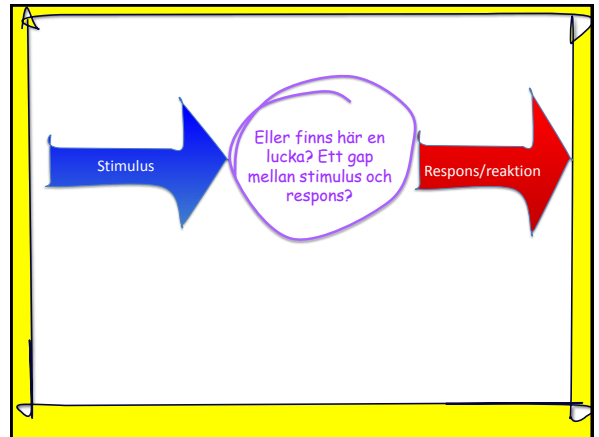 Stimulus
Eller finns här en
lucka? Ett gap
mellan stimulus och
respons?
Respons/reaktion